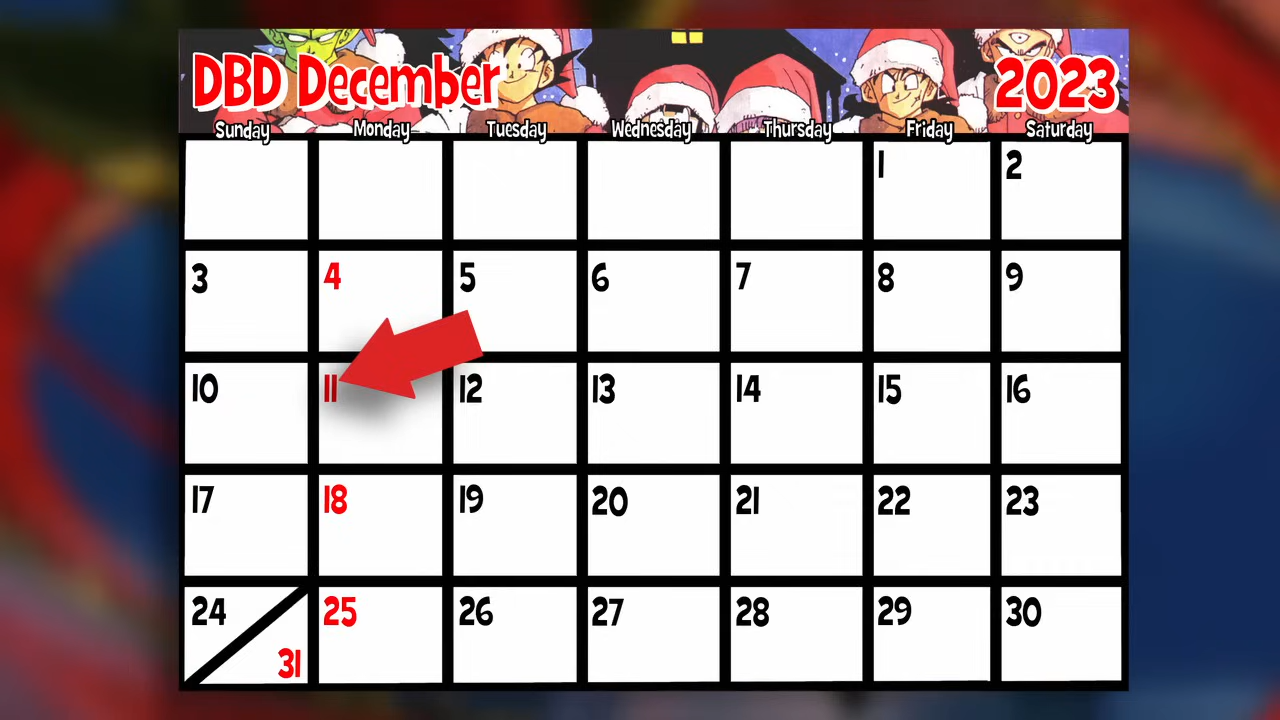 DBD December 2023
Sunday Monday Tuesday Wednesday Thursday Friday Saturday
1 2
3 4 5 6 7 8 9
10 11 12 13 14 15 16
17 18 19 20 21 22 23
24 31 25 26 27 28 29 30